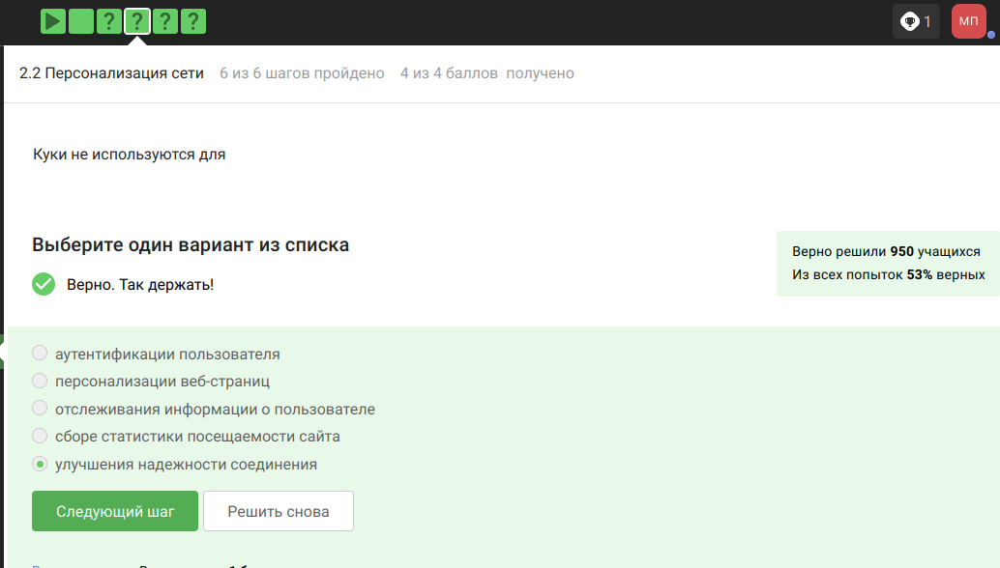 ? ? ? ?
1
МП
2.2 Персонализация сети 6 из 6 шагов пройдено 4 из 4 баллов получено
Куки не используются для
Выберите один вариант из списка
Верно. Так держать!
Верно решили 950 учащихся
Из всех попыток 53% верных
аутентификации пользователя
персонализации веб-страниц
отслеживания информации о пользователе
сборе статистики посещаемости сайта
улучшения надежности соединения
Следующий шаг
Решить снова